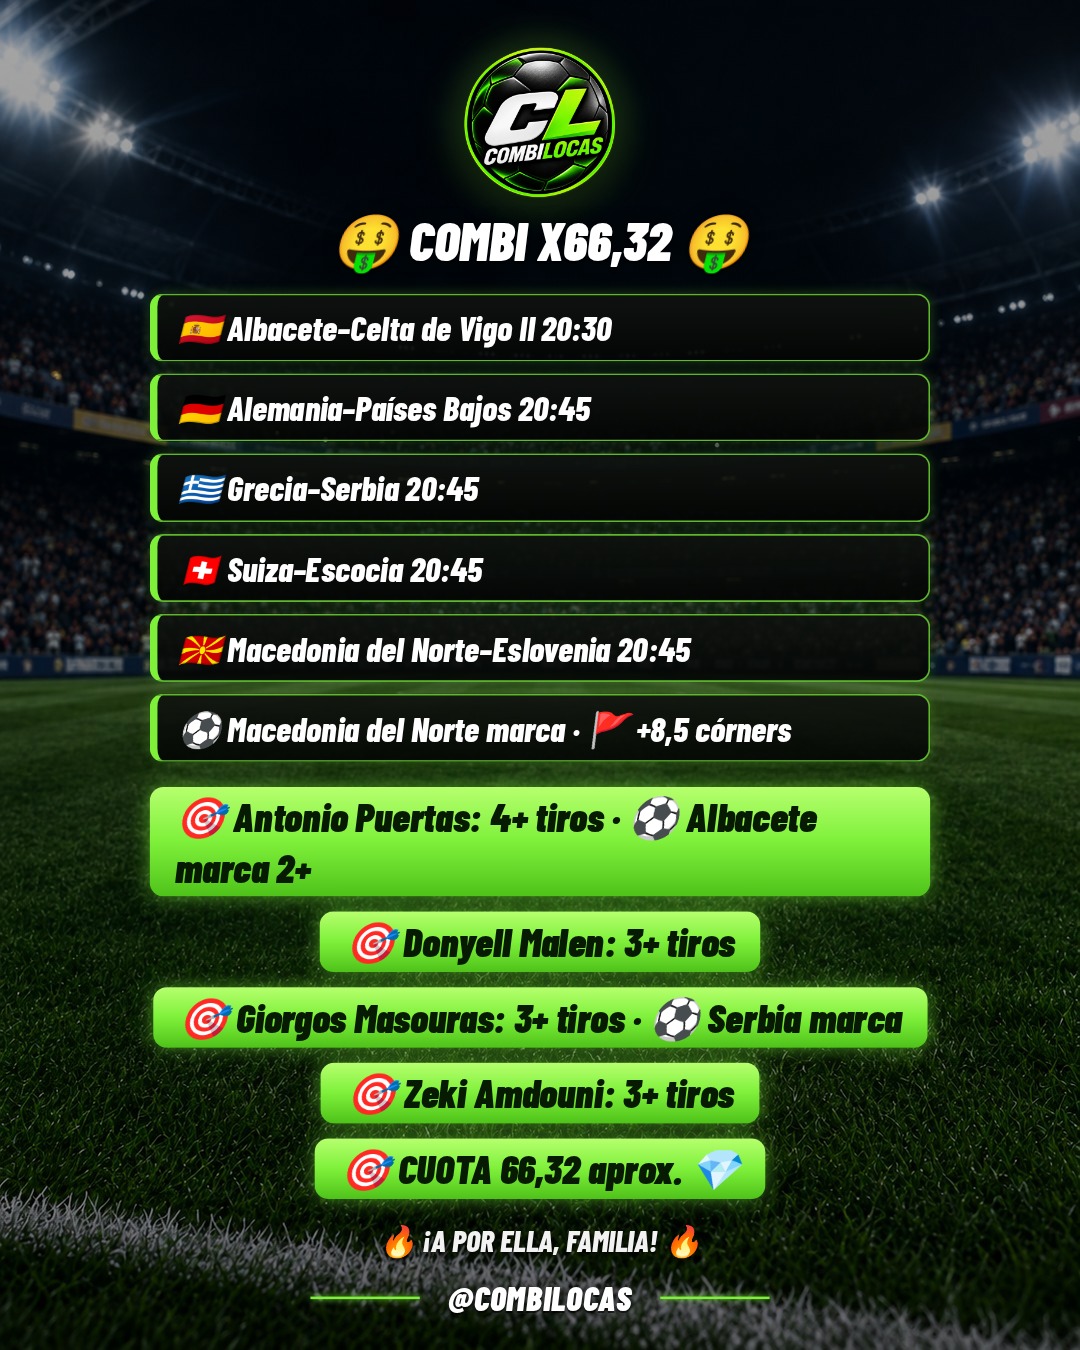 CL
COMBILOCAS
🤑 COMBI X66,32 🤑
🇪🇸 Albacete–Celta de Vigo II 20:30
🇩🇪 Alemania–Países Bajos 20:45
🇬🇷 Grecia–Serbia 20:45
🇨🇭 Suiza–Escocia 20:45
🇲🇰 Macedonia del Norte–Eslovenia 20:45
⚽ Macedonia del Norte marca · 🚩 +8,5 córners
🎯 Antonio Puertas: 4+ tiros · ⚽ Albacete
marca 2+
🎯 Donyell Malen: 3+ tiros
🎯 Giorgos Masouras: 3+ tiros · ⚽ Serbia marca
🎯 Zeki Amdouni: 3+ tiros
🎯 CUOTA 66,32 aprox. 💎
🔥 ¡A POR ELLA, FAMILIA! 🔥
@COMBILOCAS